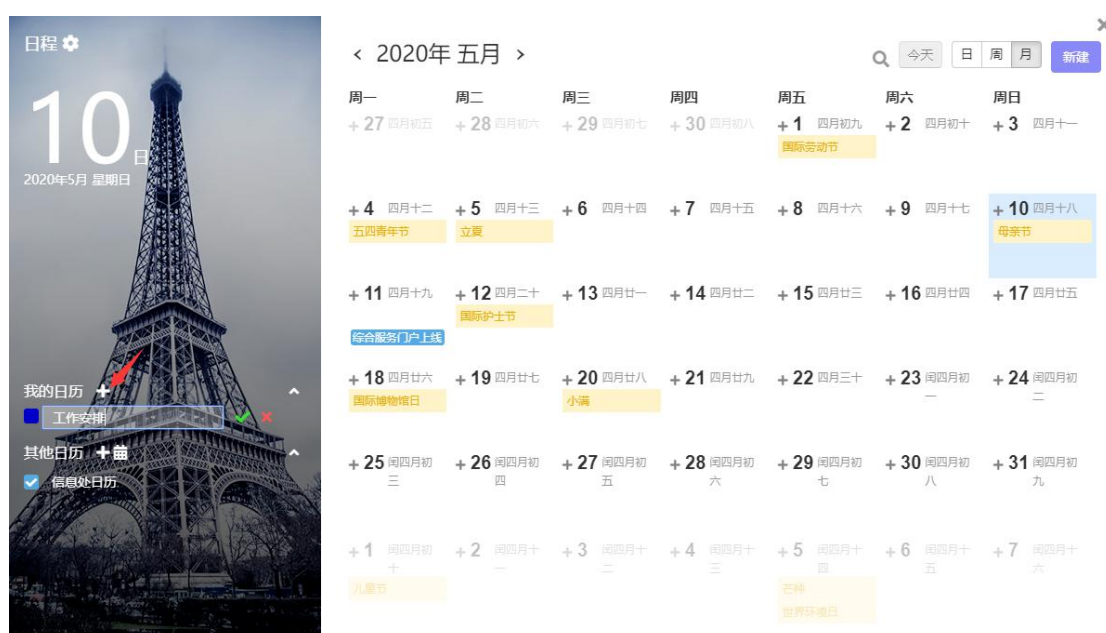 日程
10日
2020年5月 星期日
我的日历
工作安排
其他日历
信息处日历
2020年 五月
今天 日 周 月 新建
周一 周二 周三 周四 周五 周六 周日
+ 27 四月初五 + 28 四月初六 + 29 四月初七 + 30 四月初八 + 1 四月初九 + 2 四月初十 + 3 四月十一
国际劳动节
+ 4 四月十二 + 5 四月十三 + 6 四月十四 + 7 四月十五 + 8 四月十六 + 9 四月十七 + 10 四月十八
五四青年节 立夏 母亲节
+ 11 四月十九 + 12 四月二十 + 13 四月廿一 + 14 四月廿二 + 15 四月廿三 + 16 四月廿四 + 17 四月廿五
国际护士节
综合服务门户上线
+ 18 四月廿六 + 19 四月廿七 + 20 四月廿八 + 21 四月廿九 + 22 四月三十 + 23 闰四月初一 + 24 闰四月初二
国际博物馆日 小满
+ 25 闰四月初三 + 26 闰四月初四 + 27 闰四月初五 + 28 闰四月初六 + 29 闰四月初七 + 30 闰四月初八 + 31 闰四月初九
+ 1 闰四月初十 + 2 闰四月十一 + 3 闰四月十二 + 4 闰四月十三 + 5 闰四月十四 + 6 闰四月十五 + 7 闰四月十六
儿童节 芒种
世界环境日